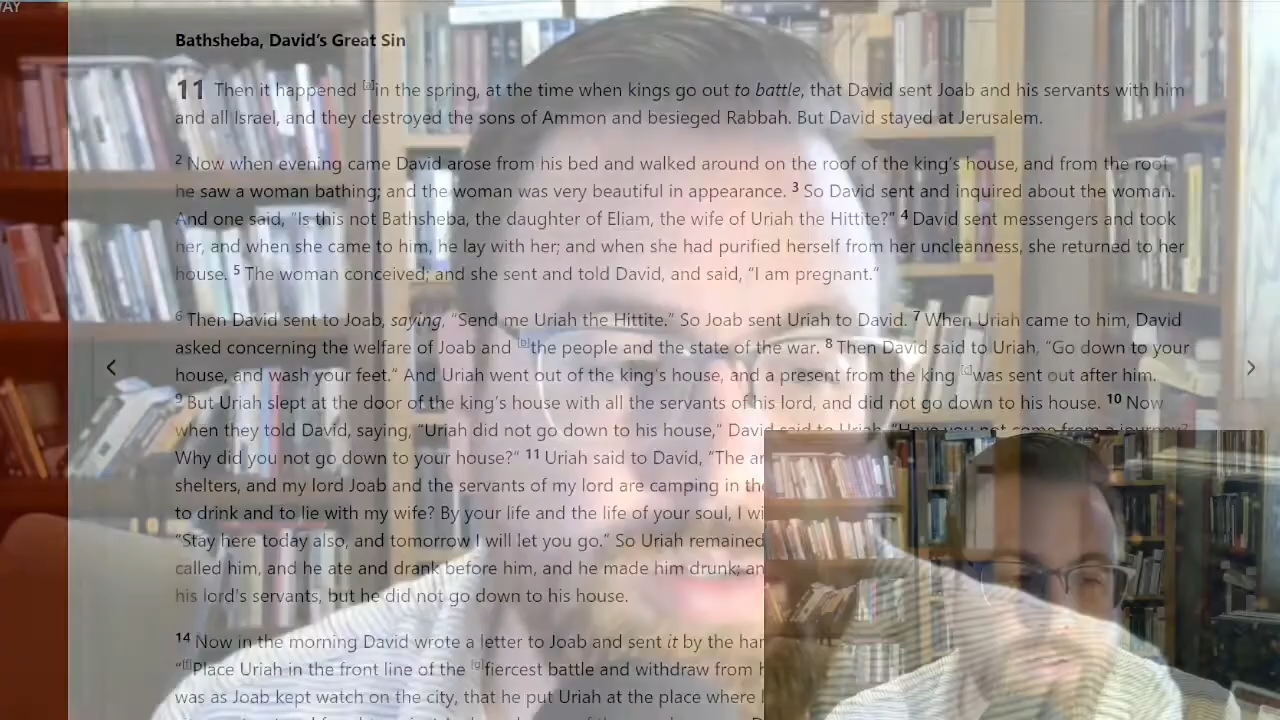 WAY
Bathsheba, David's Great Sin
11 Then it happened [a]in the spring, at the time when kings go out to battle, that David sent Joab and his servants with him
and all Israel, and they destroyed the sons of Ammon and besieged Rabbah. But David stayed at Jerusalem.
2 Now when evening came David arose from his bed and walked around on the roof of the king's house, and from the roof
he saw a woman bathing; and the woman was very beautiful in appearance. 3 So David sent and inquired about the woman.
And one said, "Is this not Bathsheba, the daughter of Eliam, the wife of Uriah the Hittite?" 4 David sent messengers and took
her, and when she came to him, he lay with her; and when she had purified herself from her uncleanness, she returned to her
house. 5 The woman conceived; and she sent and told David, and said, "I am pregnant."
6 Then David sent to Joab, saying, "Send me Uriah the Hittite." So Joab sent Uriah to David. 7 When Uriah came to him, David
asked concerning the welfare of Joab and [b]the people and the state of the war. 8 Then David said to Uriah, "Go down to your
house, and wash your feet." And Uriah went out of the king's house, and a present from the king [c]was sent out after him.
9 But Uriah slept at the door of the king's house with all the servants of his lord, and did not go down to his house. 10 Now
when they told David, saying, "Uriah did not go down to his house," David said to Uriah, "Have you not come from a journey?
Why did you not go down to your house?" 11 Uriah said to David, "The ar
shelters, and my lord Joab and the servants of my lord are camping in the
to drink and to lie with my wife? By your life and the life of your soul, I wi
"Stay here today also, and tomorrow I will let you go." So Uriah remained
called him, and he ate and drank before him, and he made him drunk; an
his lord's servants, but he did not go down to his house.
14 Now in the morning David wrote a letter to Joab and sent it by the han
"[f]Place Uriah in the front line of the [g]fiercest battle and withdraw from h
was as Joab kept watch on the city, that he put Uriah at the place where